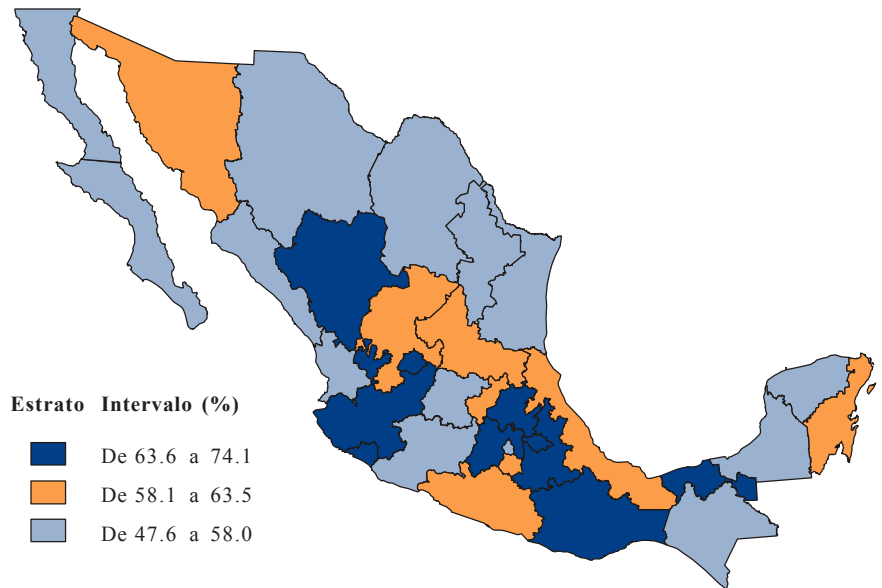 Estrato Intervalo (%)
De 63.6 a 74.1
De 58.1 a 63.5
De 47.6 a 58.0